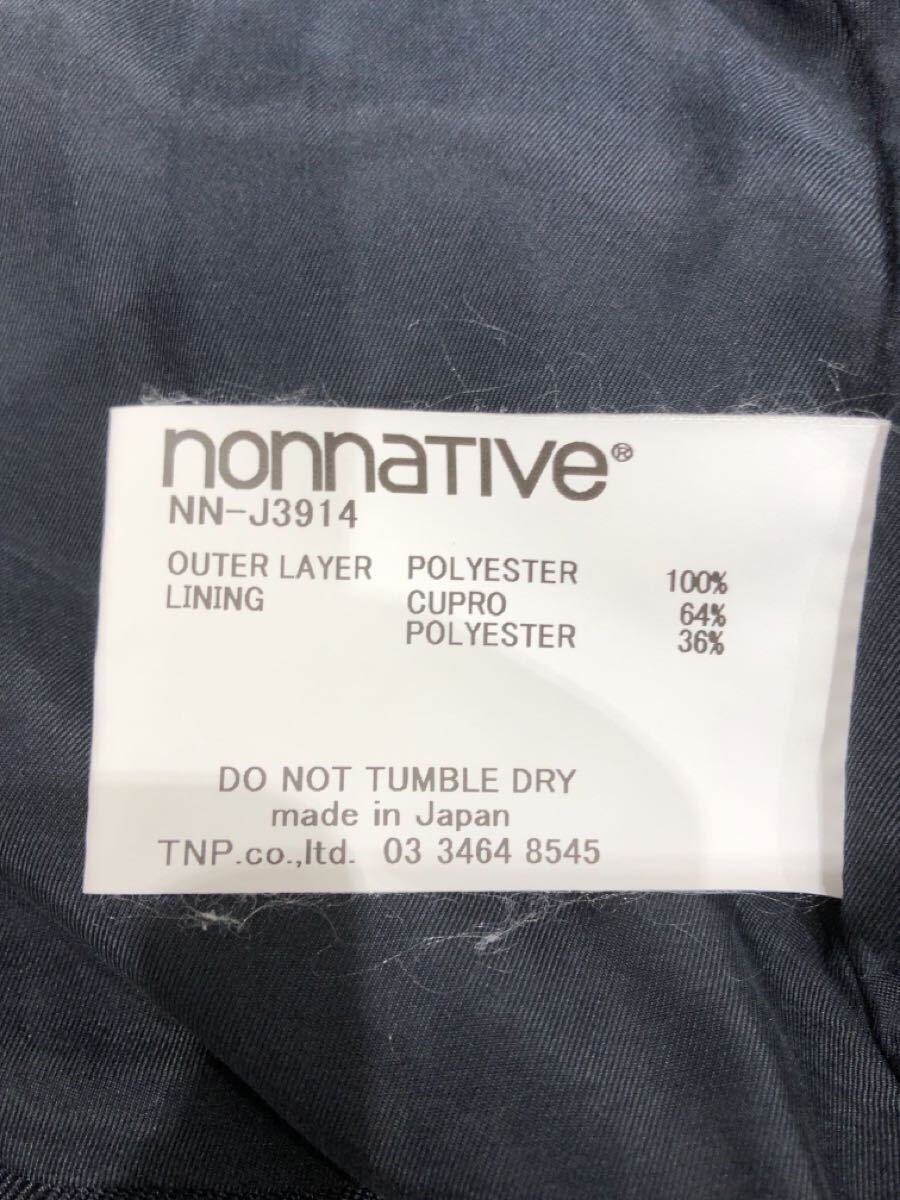 nonnative®
NN-J3914
OUTER LAYER POLYESTER 100%
LINING CUPRO 64%
POLYESTER 36%
DO NOT TUMBLE DRY
made in Japan
TNP.co.,ltd. 03 3464 8545